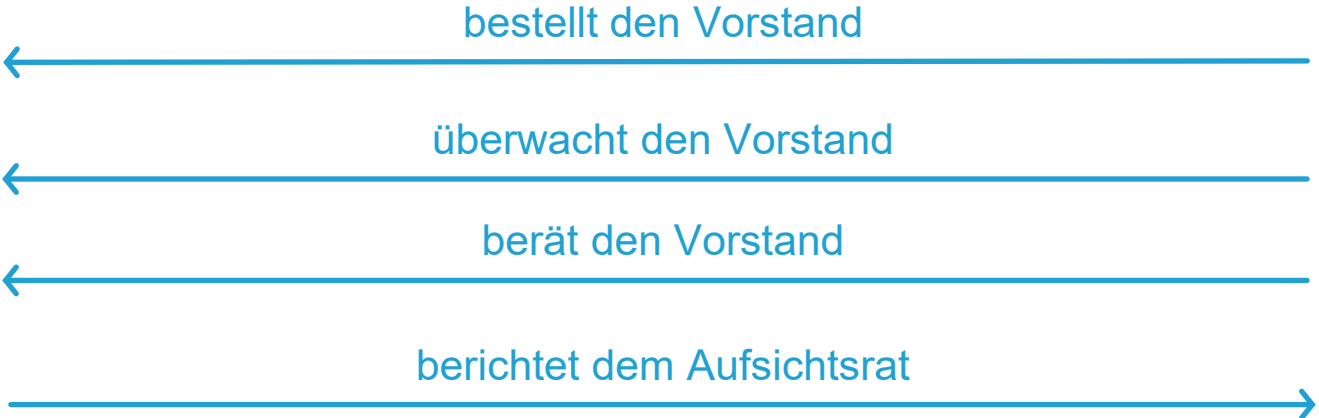 bestellt den Vorstand
überwacht den Vorstand
berät den Vorstand
berichtet dem Aufsichtsrat